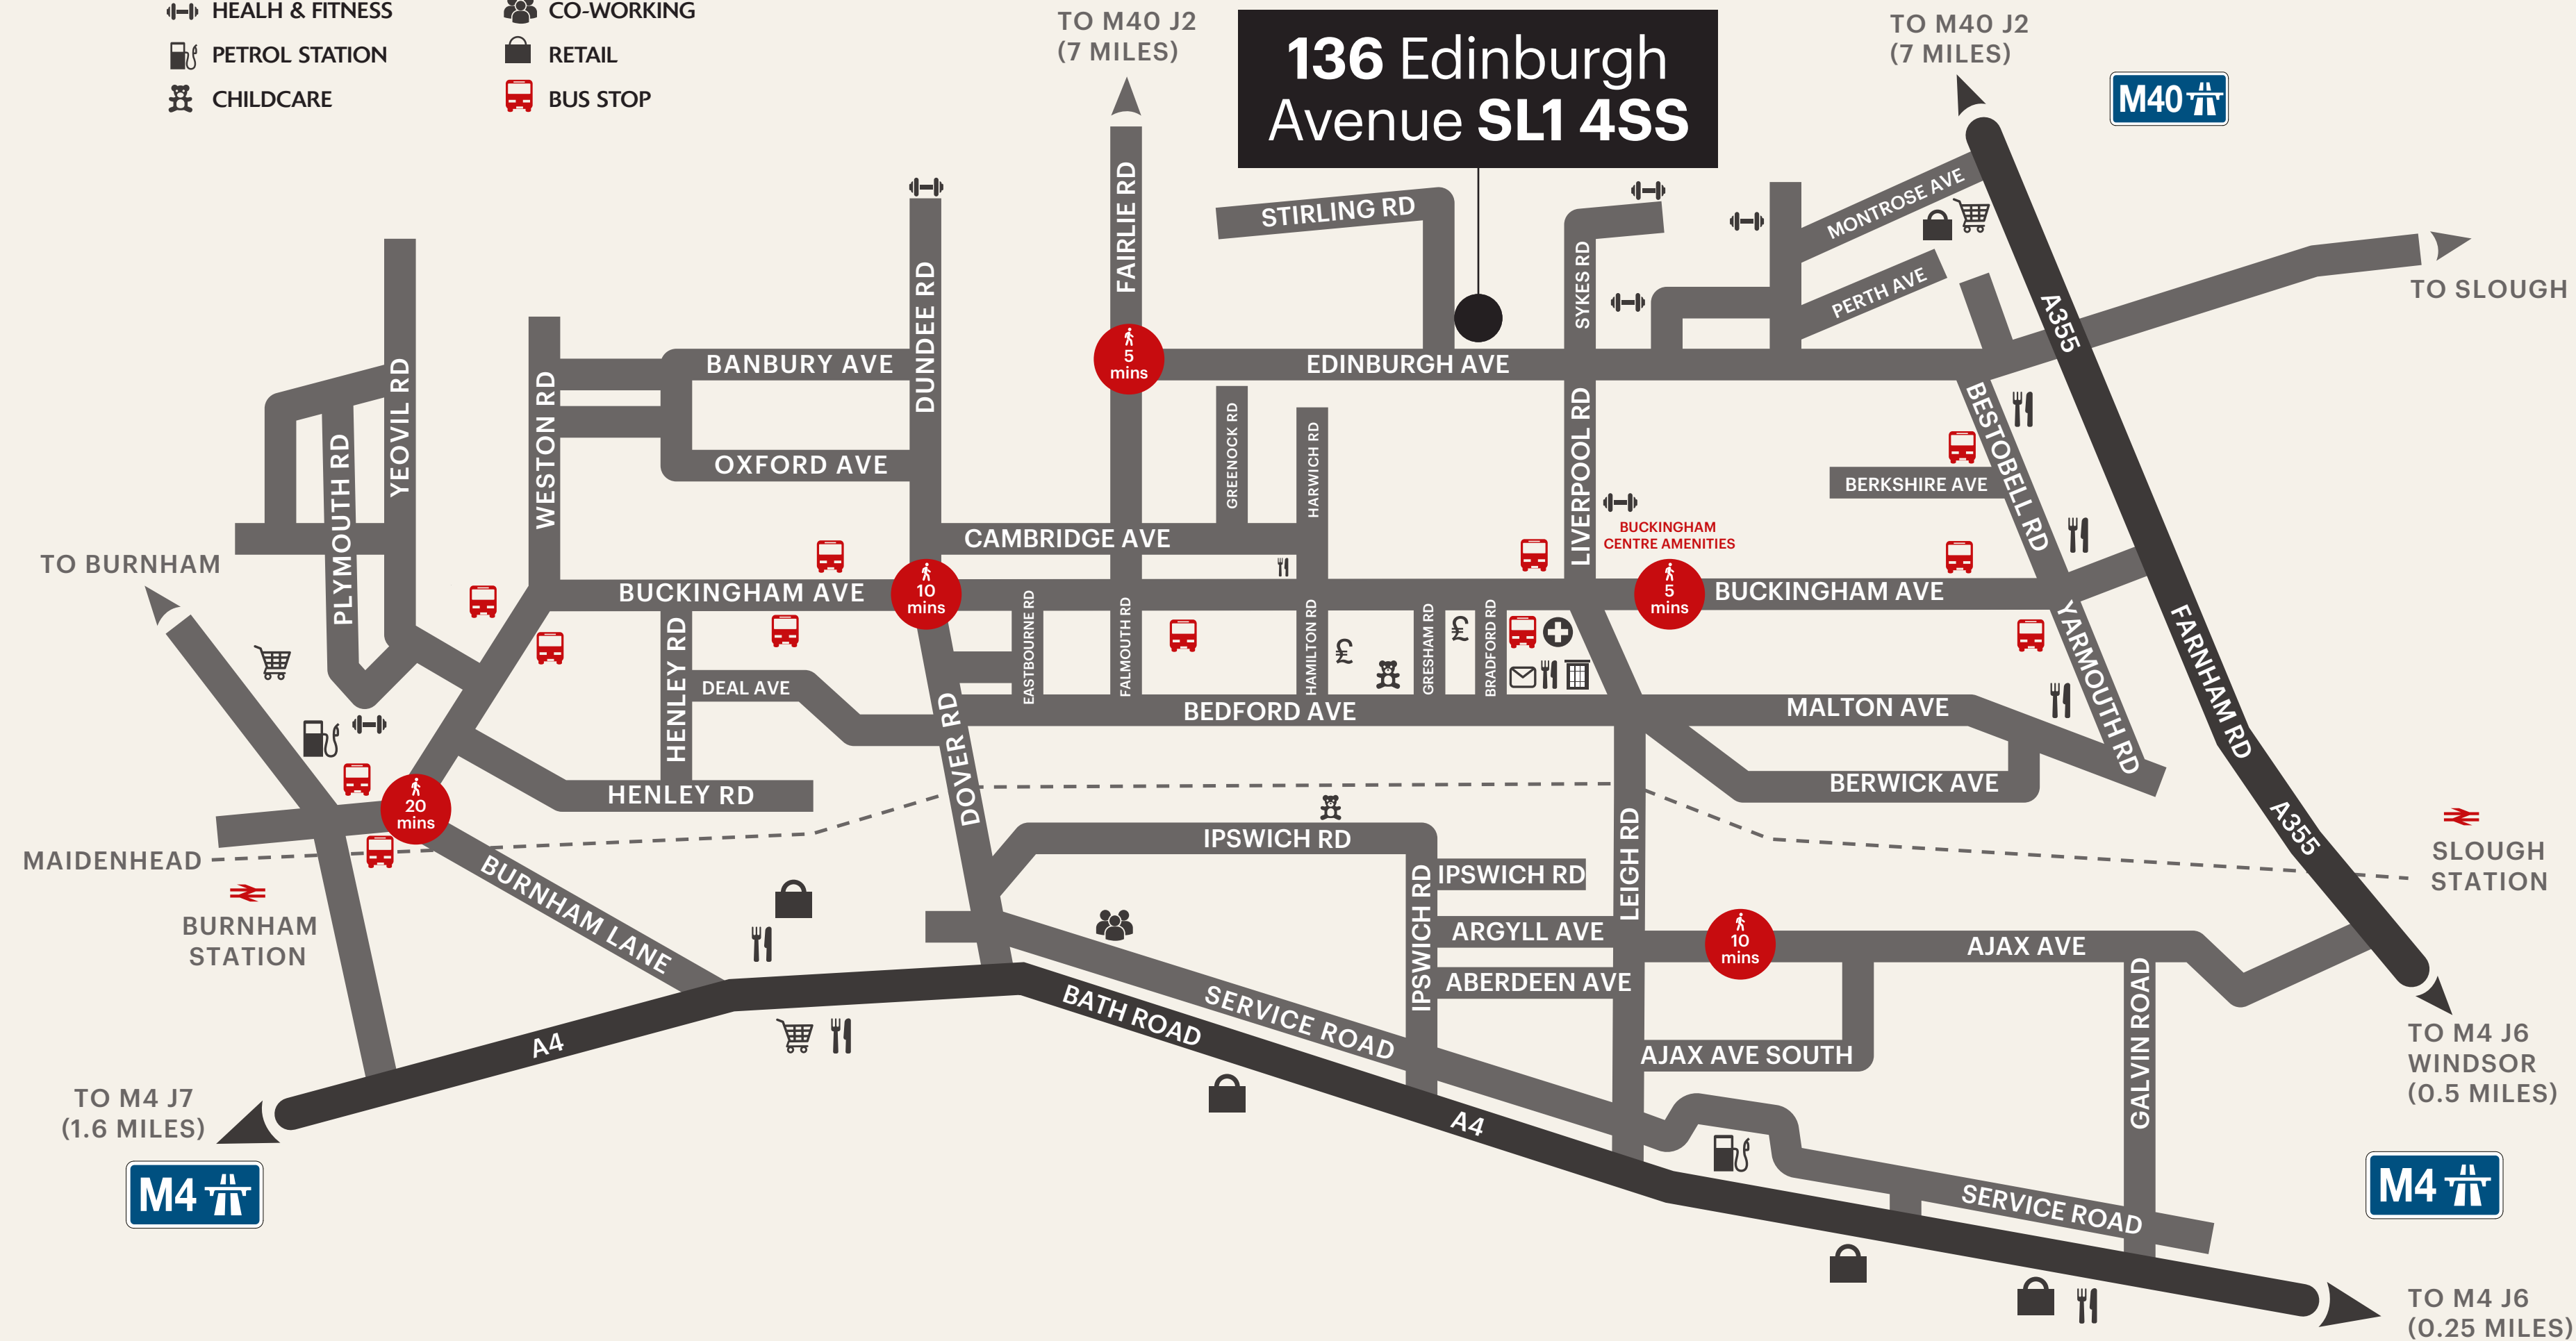 HEALH & FITNESS
CO-WORKING
PETROL STATION
RETAIL
CHILDCARE
BUS STOP
TO M40 J2
(7 MILES)
136 Edinburgh
Avenue SL1 4SS
TO M40 J2
(7 MILES)
M40
FAIRLIE RD
STIRLING RD
SYKES RD
MONTROSE AVE
PERTH AVE
A355
TO SLOUGH
DUNDEE RD
BANBURY AVE
5
mins
EDINBURGH AVE
YEOVIL RD
WESTON RD
PLYMOUTH RD
OXFORD AVE
GREENOCK RD
HARWICH RD
LIVERPOOL RD
BESTOBELL RD
BERKSHIRE AVE
BUCKINGHAM
CENTRE AMENITIES
CAMBRIDGE AVE
TO BURNHAM
BUCKINGHAM AVE
10
mins
5
mins
BUCKINGHAM AVE
HENLEY RD
DEAL AVE
EASTBOURNE RD
FALMOUTH RD
HAMILTON RD
£
GRESHAM RD
£
BRADFORD RD
YARMOUTH RD
FARNHAM RD
DOVER RD
BEDFORD AVE
MALTON AVE
BERWICK AVE
HENLEY RD
20
mins
MAIDENHEAD
BURNHAM
STATION
BURNHAM LANE
IPSWICH RD
IPSWICH RD
IPSWICH RD
LEIGH RD
ARGYLL AVE
ABERDEEN AVE
10
mins
AJAX AVE
A355
SLOUGH
STATION
AJAX AVE SOUTH
GALVIN ROAD
SERVICE ROAD
BATH ROAD
A4
A4
TO M4 J7
(1.6 MILES)
M4
TO M4 J6
WINDSOR
(0.5 MILES)
M4
SERVICE ROAD
TO M4 J6
(0.25 MILES)